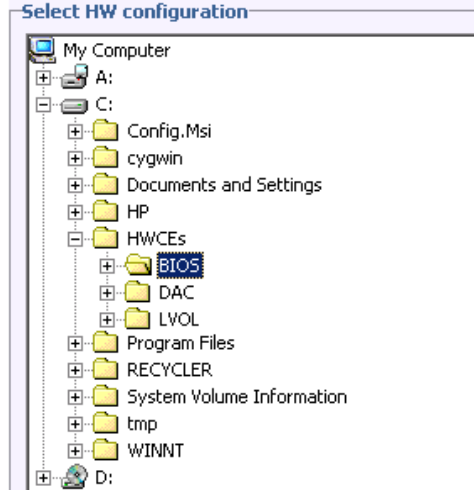 Select HW configuration
My Computer
A:
C:
Config.Msi
cygwin
Documents and Settings
HP
HWCEs
BIOS
DAC
LVOL
Program Files
RECYCLER
System Volume Information
tmp
WINNT
D: